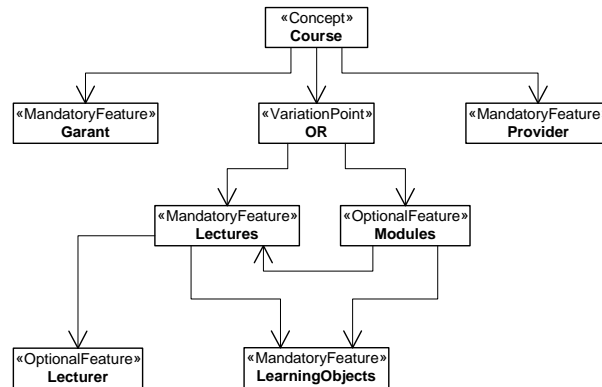 «Concept»
Course
«MandatoryFeature»
Garant
«VariationPoint»
OR
«MandatoryFeature
Provider
«MandatoryFeature»
Lectures
«OptionalFeature»
Modules
«OptionalFeature»
Lecturer
«MandatoryFeature»
LearningObjects